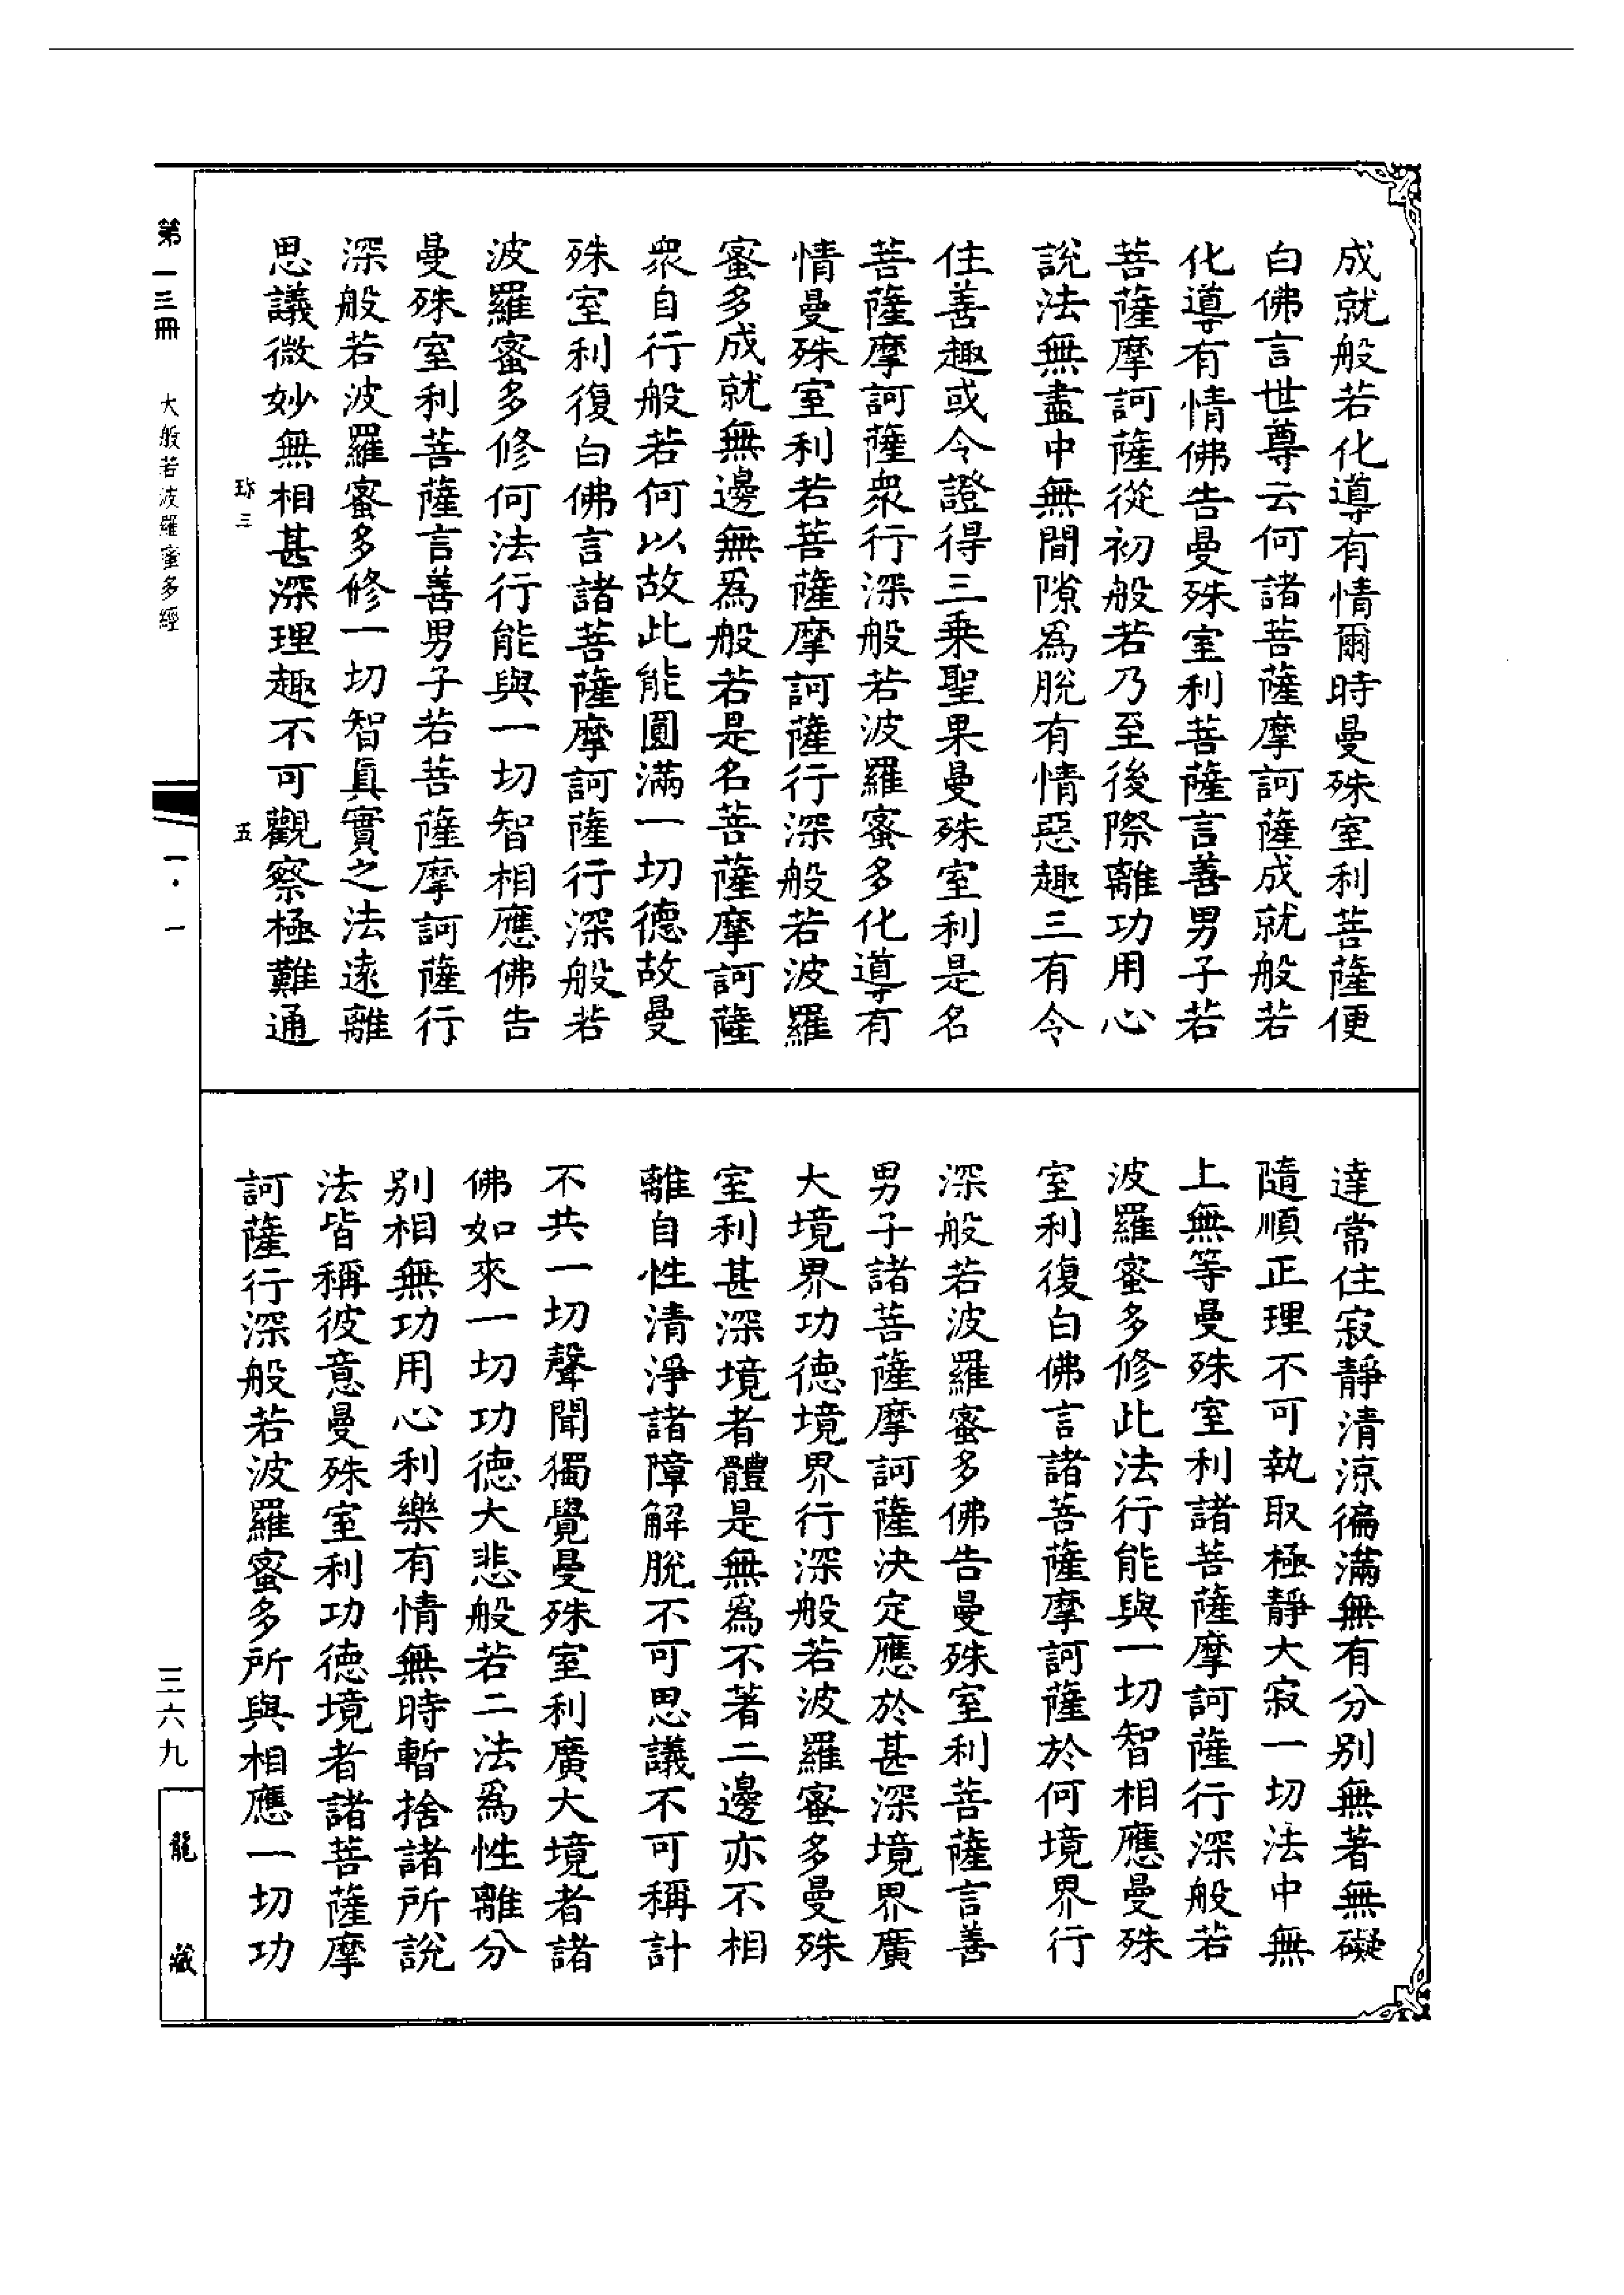 成就般若化導有情爾時曼殊室利菩薩便
白佛言世尊云何諸菩薩摩訶薩成就般若
化導有情佛告曼殊室利菩薩言善男子若
菩薩摩訶薩從初般若乃至後際離功用心
說法無盡中無間隙爲脫有情惡趣三有令
住善趣或令證得三乘聖果曼殊室利是名
菩薩摩訶薩衆行深般若波羅蜜多化導有
情曼殊室利若菩薩摩訶薩行深般若波羅
蜜多成就無邊無爲般若是名菩薩摩訶薩
衆自行般若何以故此能圓滿一切德故曼
殊室利復白佛言諸菩薩摩訶薩行深般若
波羅蜜多修何法行能與一切智相應佛告
曼殊室利菩薩言善男子若菩薩摩訶薩行
深般若波羅蜜多修一切智眞實之法遠離
思議微妙無相甚深理趣不可觀察極難通
達常住寂靜清涼徧滿無有分别無著無礙
隨順正理不可執取極靜大寂一切法中無
上無等曼殊室利諸菩薩摩訶薩行深般若
波羅蜜多修此法行能與一切智相應曼殊
室利復白佛言諸菩薩摩訶薩於何境界行
深般若波羅蜜多佛告曼殊室利菩薩言善
男子諸菩薩摩訶薩決定應於甚深境界廣
大境界功德境界行深般若波羅蜜多曼殊
室利甚深境者體是無爲不著二邊亦不相
離自性清淨諸障解脫不可思議不可稱計
不共一切聲聞獨覺曼殊室利廣大境者諸
佛如來一切功德大悲般若二法爲性離分
别相無功用心利樂有情無時暫捨諸所說
法皆稱彼意曼殊室利功德境者諸菩薩摩
訶薩行深般若波羅蜜多所與相應一切功
珍三
五
第一三冊
大般若波羅蜜多經
一·一
三六九
龍藏